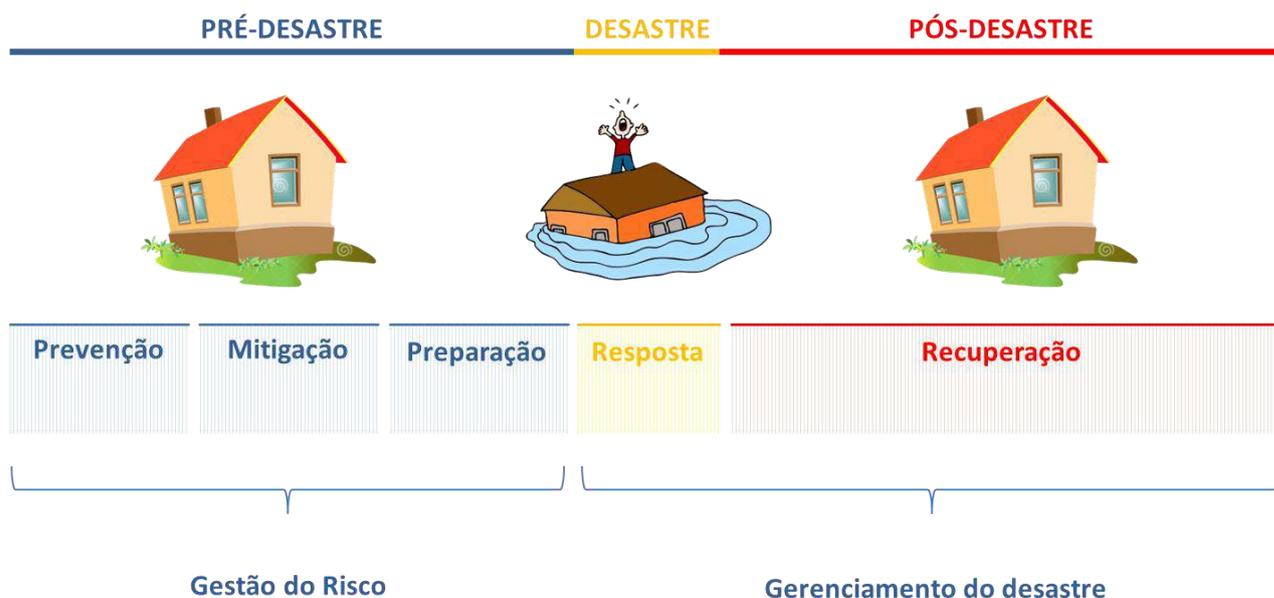 PRÉ-DESASTRE DESASTRE PÓS-DESASTRE
Prevenção Mitigação Preparação Resposta Recuperação
Gestão do Risco Gerenciamento do desastre